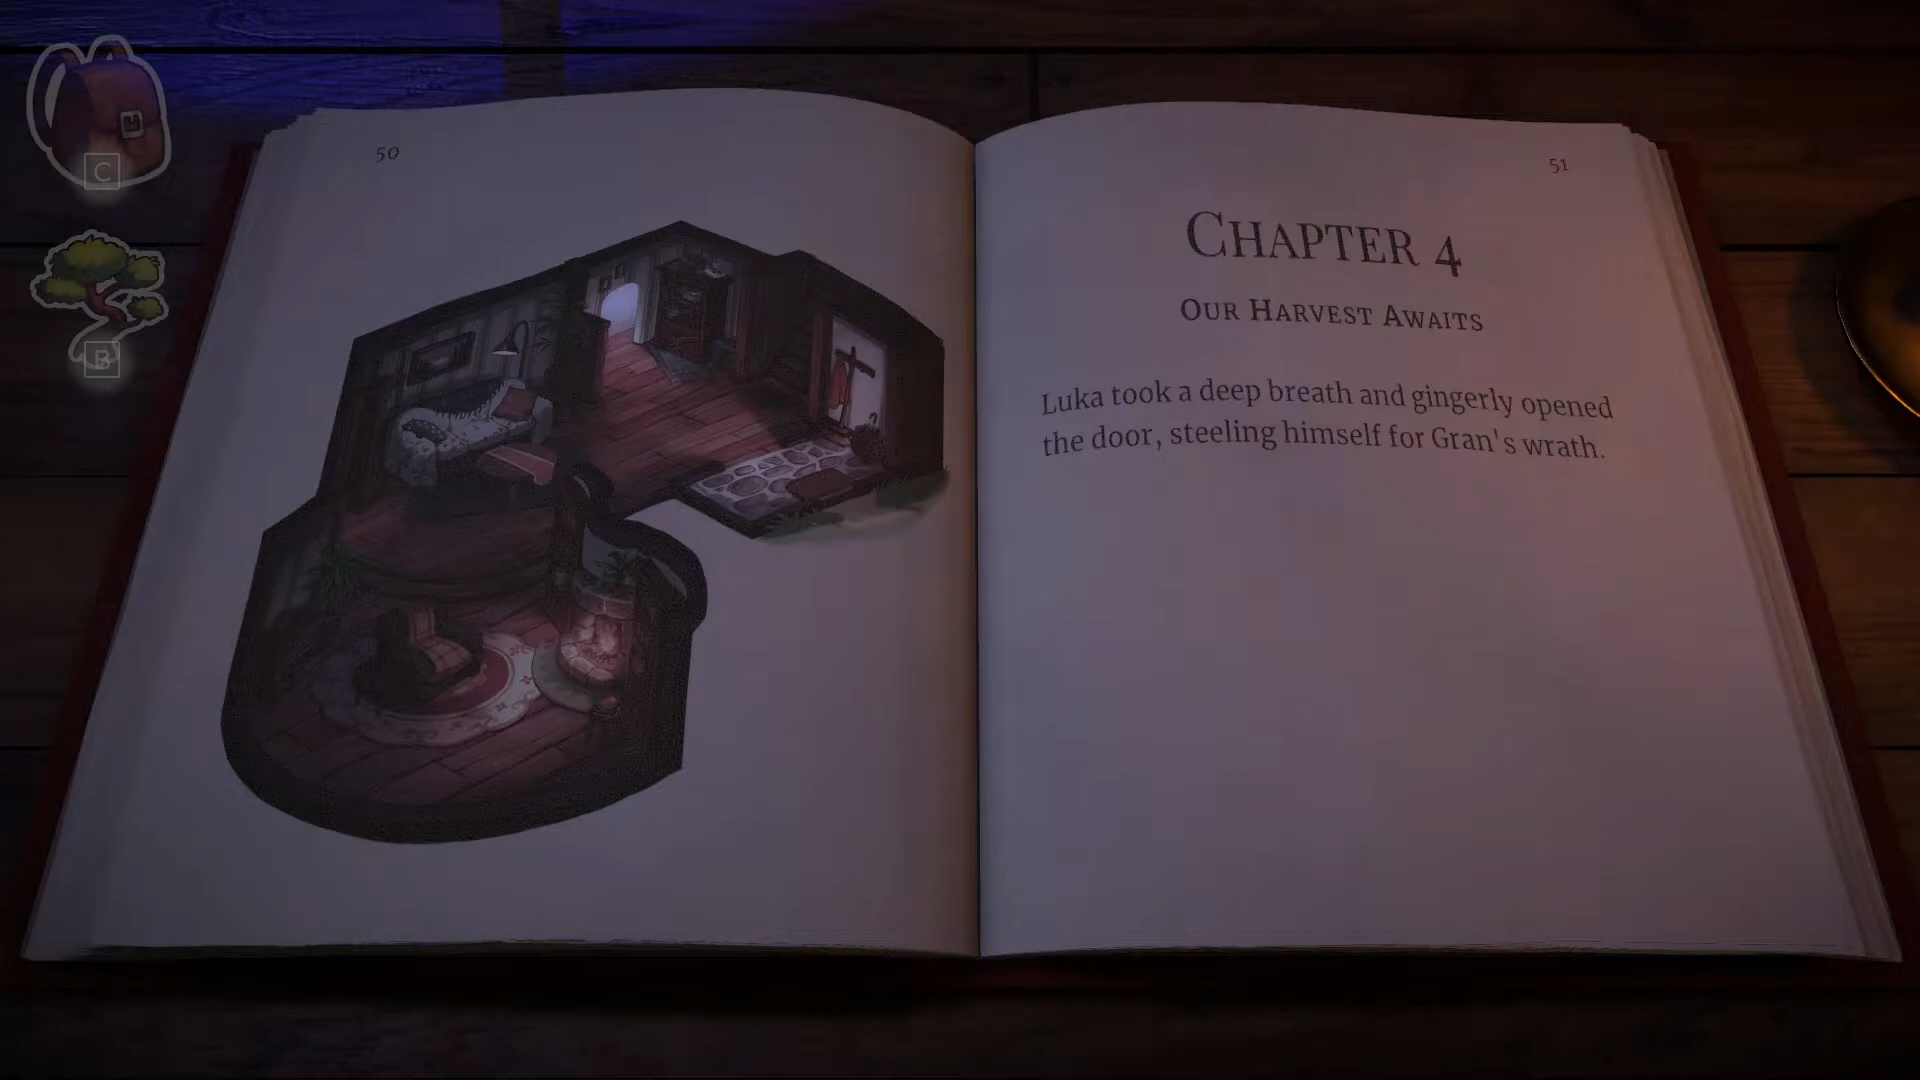 C
B
50
51
CHAPTER 4
OUR HARVEST AWAITS
Luka took a deep breath and gingerly opened
the door, steeling himself for Gran's wrath.